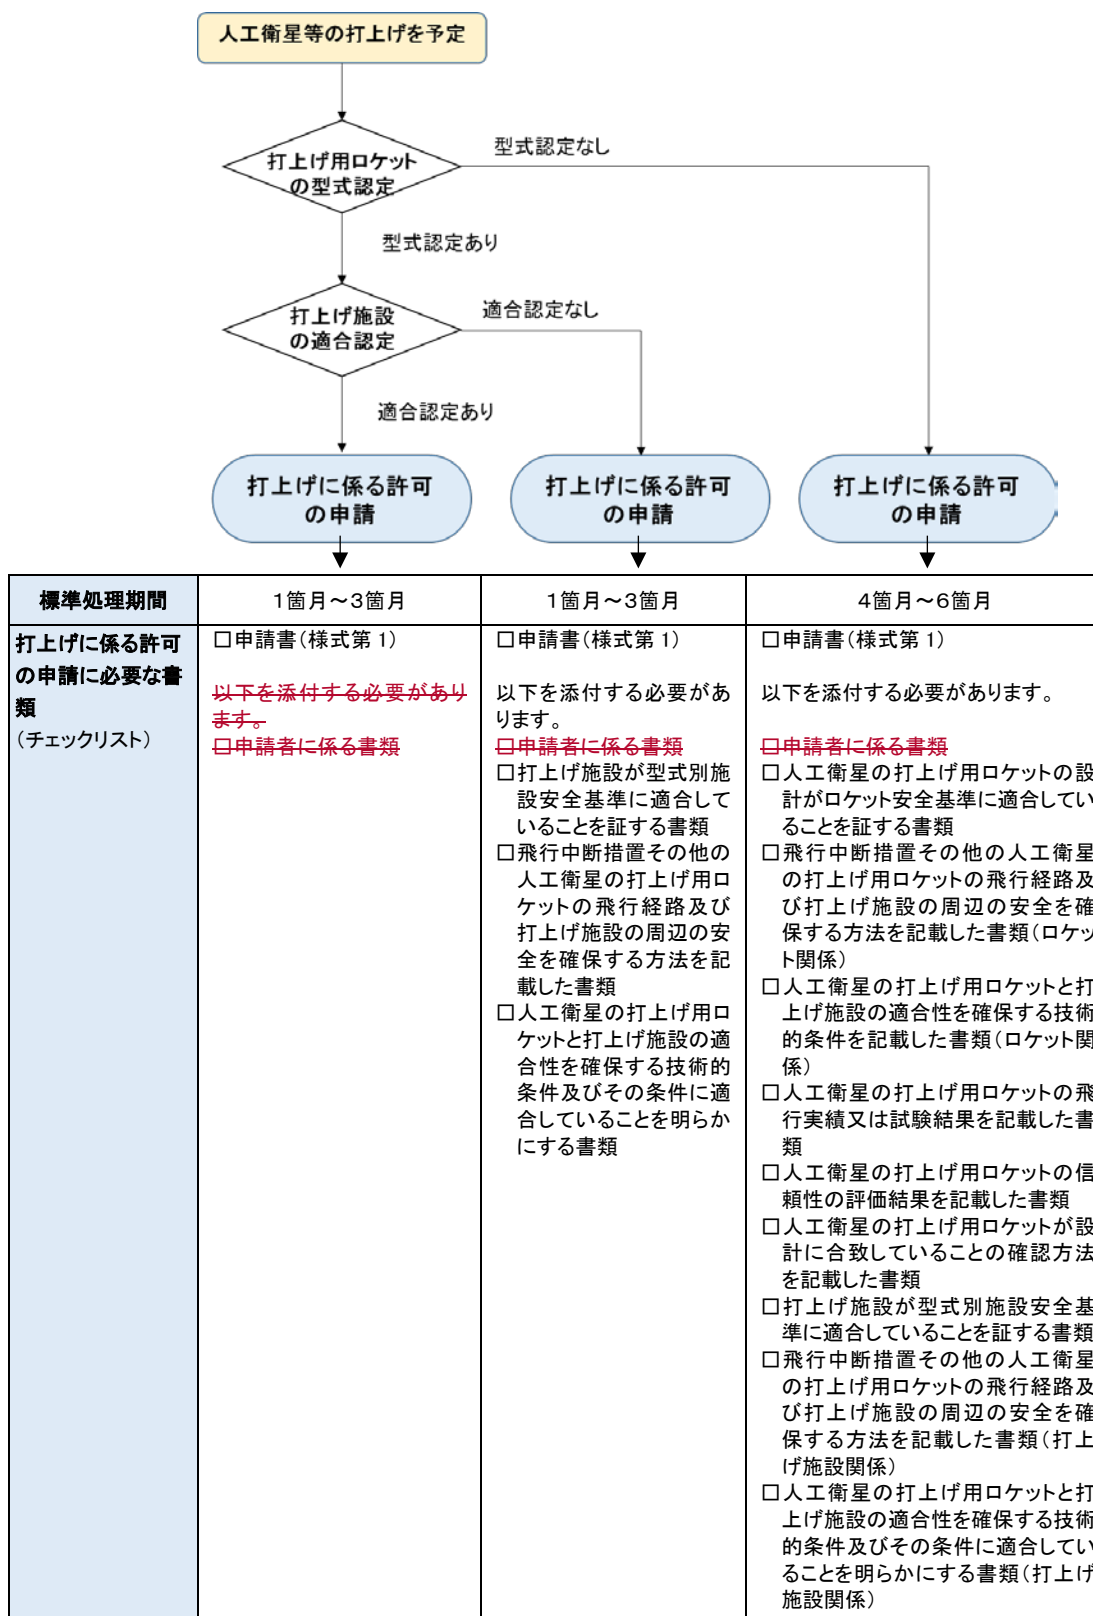 人工衛星等の打上げを予定
打上げ用ロケット
の型式認定
型式認定なし
型式認定あり
打上げ施設
の適合認定
適合認定なし
適合認定あり
打上げに係る許可
の申請
打上げに係る許可
の申請
打上げに係る許可
の申請
標準処理期間
1箇月～3箇月
1箇月～3箇月
4箇月～6箇月
打上げに係る許可
の申請に必要な書
類
（チェックリスト）
□申請書（様式第 1）
以下を添付する必要があり
ます。
□申請者に係る書類
□申請書（様式第 1）
以下を添付する必要があ
ります。
□申請者に係る書類
□打上げ施設が型式別施
設安全基準に適合して
いることを証する書類
□飛行中断措置その他の
人工衛星の打上げ用ロ
ケットの飛行経路及び
打上げ施設の周辺の安
全を確保する方法を記
載した書類
□人工衛星の打上げ用ロ
ケットと打上げ施設の適
合性を確保する技術的
条件及びその条件に適
合していることを明らか
にする書類
□申請書（様式第 1）
以下を添付する必要があります。
□申請者に係る書類
□人工衛星の打上げ用ロケットの設
計がロケット安全基準に適合してい
ることを証する書類
□飛行中断措置その他の人工衛星
の打上げ用ロケットの飛行経路及
び打上げ施設の周辺の安全を確
保する方法を記載した書類（ロケッ
ト関係）
□人工衛星の打上げ用ロケットと打
上げ施設の適合性を確保する技術
的条件を記載した書類（ロケット関
係）
□人工衛星の打上げ用ロケットの飛
行実績又は試験結果を記載した書
類
□人工衛星の打上げ用ロケットの信
頼性の評価結果を記載した書類
□人工衛星の打上げ用ロケットが設
計に合致していることの確認方法
を記載した書類
□打上げ施設が型式別施設安全基
準に適合していることを証する書類
□飛行中断措置その他の人工衛星
の打上げ用ロケットの飛行経路及
び打上げ施設の周辺の安全を確
保する方法を記載した書類（打上
げ施設関係）
□人工衛星の打上げ用ロケットと打
上げ施設の適合性を確保する技術
的条件及びその条件に適合してい
ることを明らかにする書類（打上げ
施設関係）